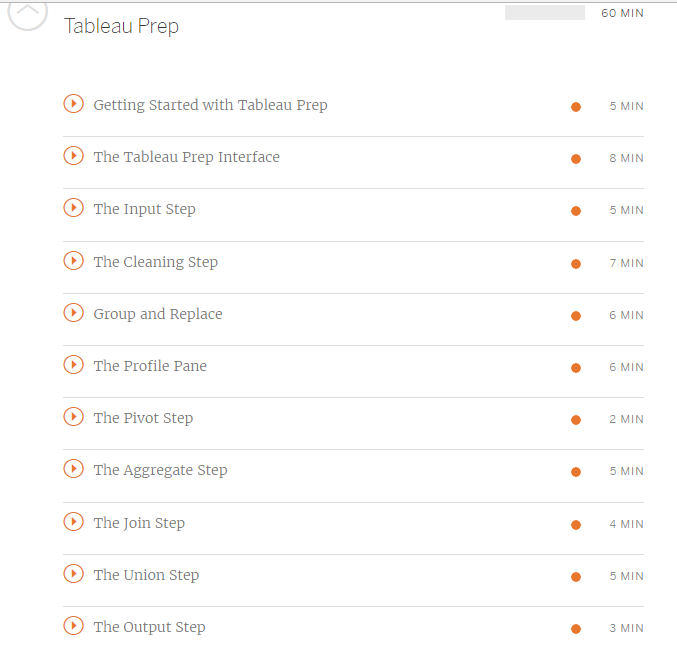 Tableau Prep 60 MIN
Getting Started with Tableau Prep 5 MIN
The Tableau Prep Interface 8 MIN
The Input Step 5 MIN
The Cleaning Step 7 MIN
Group and Replace 6 MIN
The Profile Pane 6 MIN
The Pivot Step 2 MIN
The Aggregate Step 5 MIN
The Join Step 4 MIN
The Union Step 5 MIN
The Output Step 3 MIN